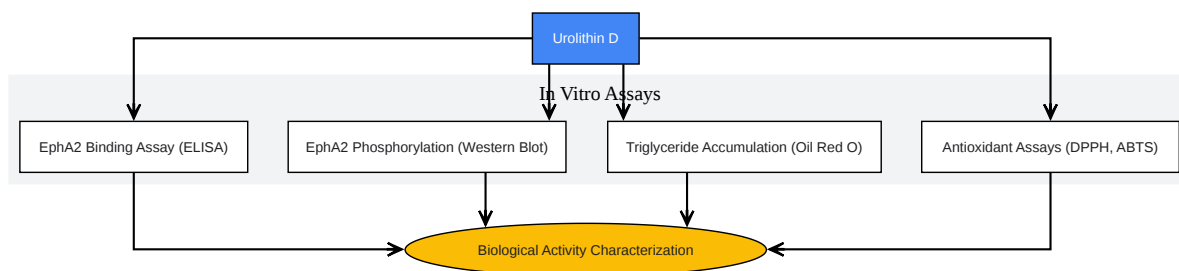 Urolithin D
In Vitro Assays
EphA2 Binding Assay (ELISA)
EphA2 Phosphorylation (Western Blot)
Triglyceride Accumulation (Oil Red O)
Antioxidant Assays (DPPH, ABTS)
Biological Activity Characterization